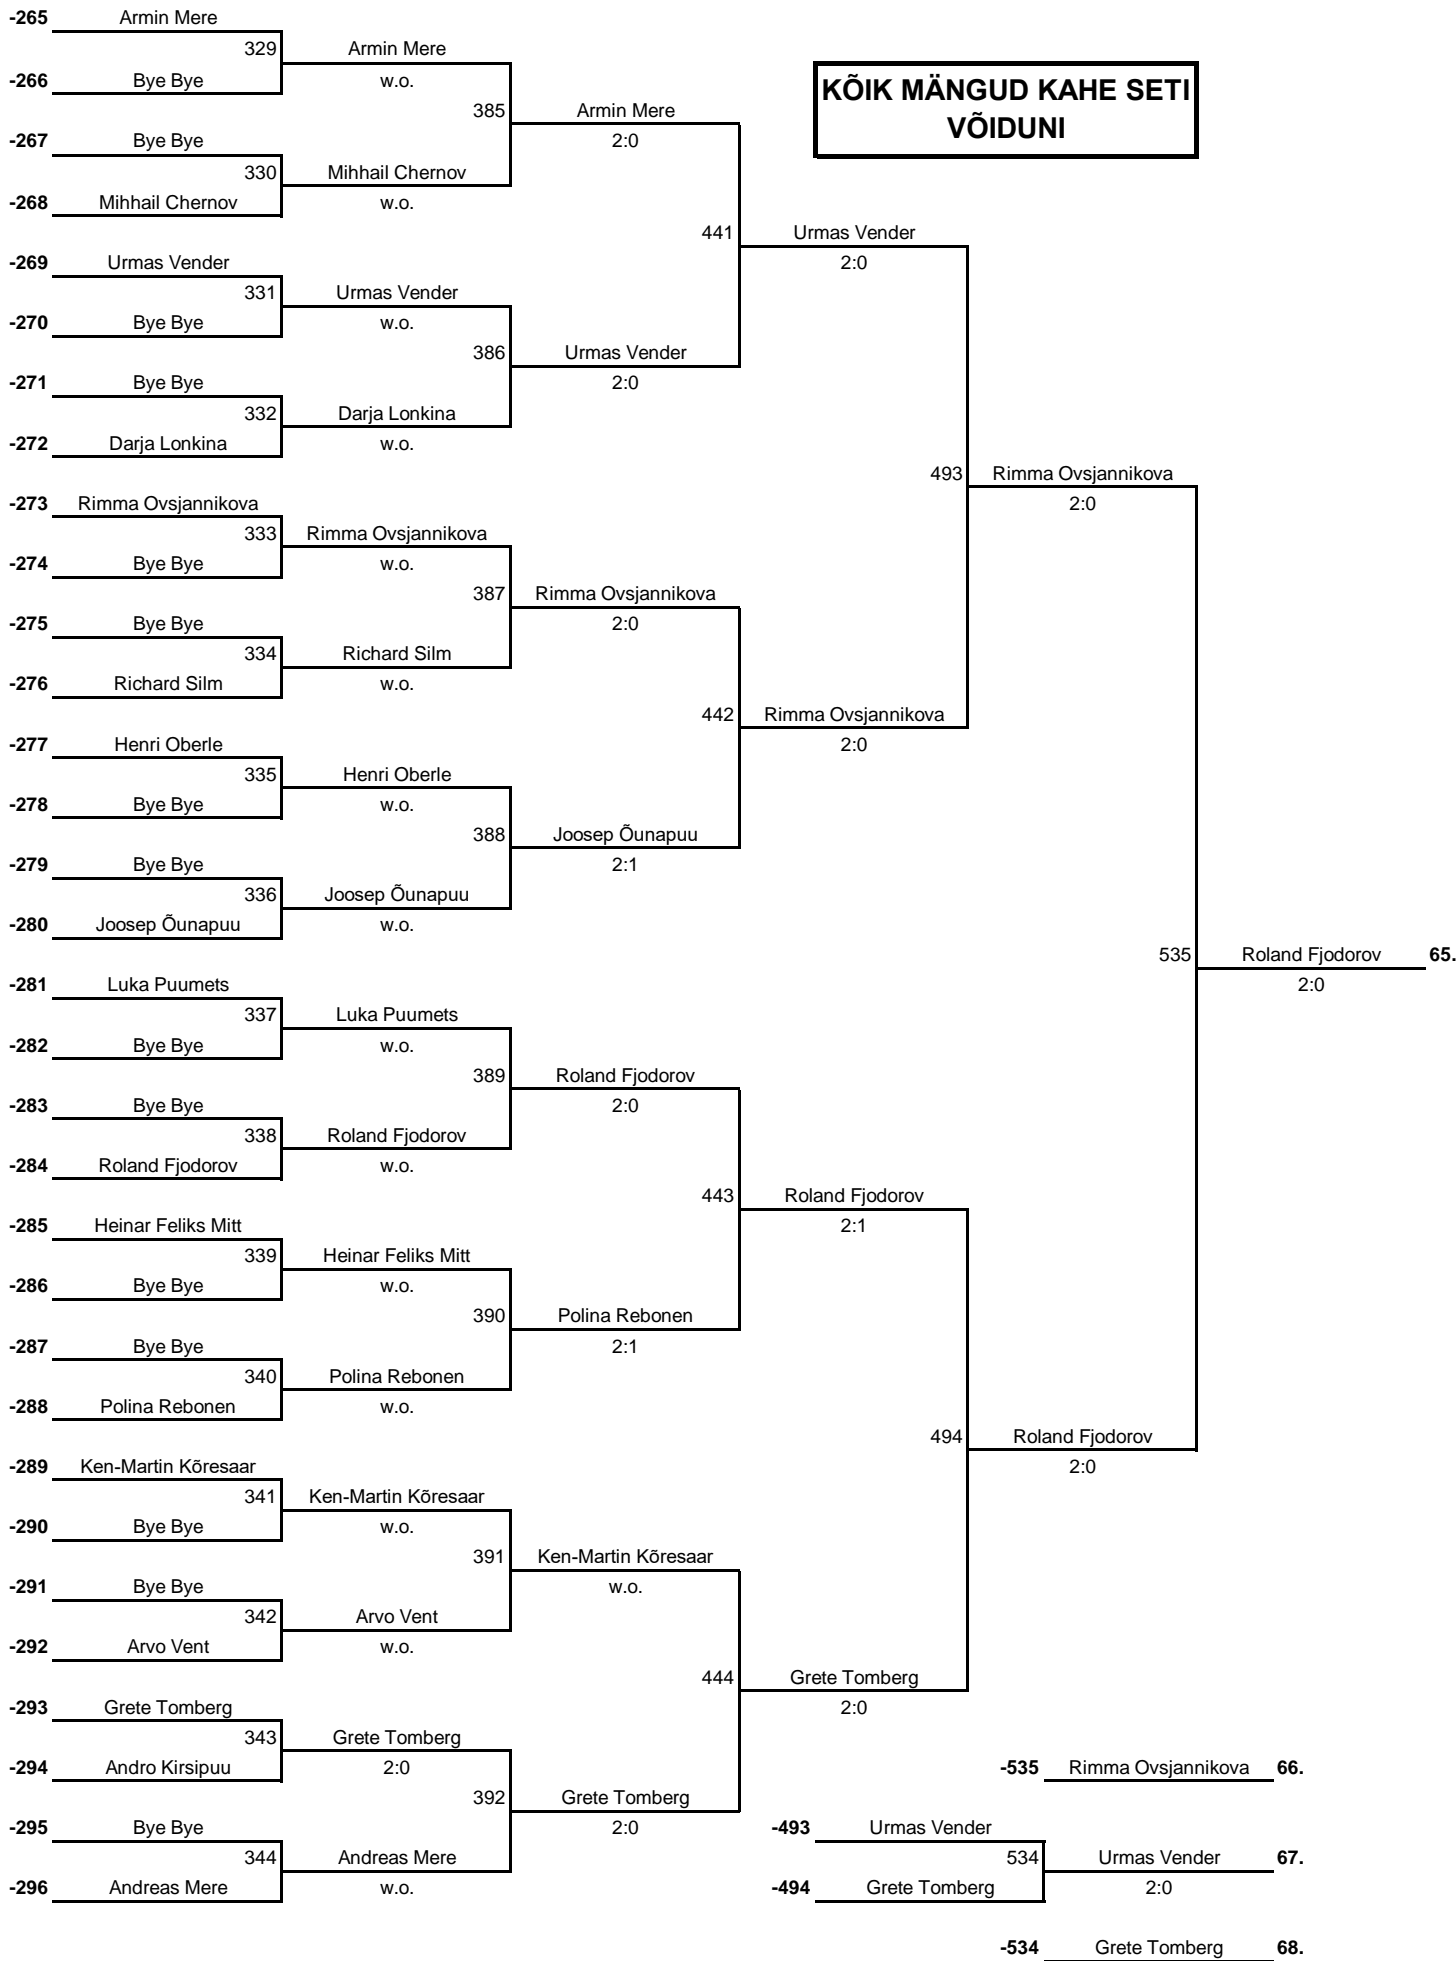 -265 Armin Mere
329 Armin Mere
-266 Bye Bye w.o.
KÕIK MÄNGUD KAHE SETI
VÕIDUNI
385 Armin Mere
-267 Bye Bye 2:0
330 Mihhail Chernov
-268 Mihhail Chernov w.o.
441 Urmas Vender
-269 Urmas Vender 2:0
331 Urmas Vender
-270 Bye Bye w.o.
386 Urmas Vender
-271 Bye Bye 2:0
332 Darja Lonkina
-272 Darja Lonkina w.o.
493 Rimma Ovsjannikova
-273 Rimma Ovsjannikova 2:0
333 Rimma Ovsjannikova
-274 Bye Bye w.o.
387 Rimma Ovsjannikova
-275 Bye Bye 2:0
334 Richard Silm
-276 Richard Silm w.o.
442 Rimma Ovsjannikova
-277 Henri Oberle 2:0
335 Henri Oberle
-278 Bye Bye w.o.
388 Joosep Õunapuu
-279 Bye Bye 2:1
336 Joosep Õunapuu
-280 Joosep Õunapuu w.o.
535 Roland Fjodorov 65.
-281 Luka Puumets 2:0
337 Luka Puumets
-282 Bye Bye w.o.
389 Roland Fjodorov
-283 Bye Bye 2:0
338 Roland Fjodorov
-284 Roland Fjodorov w.o.
443 Roland Fjodorov
-285 Heinar Feliks Mitt 2:1
339 Heinar Feliks Mitt
-286 Bye Bye w.o.
390 Polina Rebonen
-287 Bye Bye 2:1
340 Polina Rebonen
-288 Polina Rebonen w.o.
494 Roland Fjodorov
-289 Ken-Martin Kõresaar 2:0
341 Ken-Martin Kõresaar
-290 Bye Bye w.o.
391 Ken-Martin Kõresaar
-291 Bye Bye w.o.
342 Arvo Vent
-292 Arvo Vent w.o.
444 Grete Tomberg
-293 Grete Tomberg 2:0
343 Grete Tomberg
-294 Andro Kirsipuu 2:0 -535 Rimma Ovsjannikova 66.
392 Grete Tomberg
-295 Bye Bye 2:0 -493 Urmas Vender
344 Andreas Mere 534 Urmas Vender 67.
-296 Andreas Mere w.o. -494 Grete Tomberg 2:0
-534 Grete Tomberg 68.